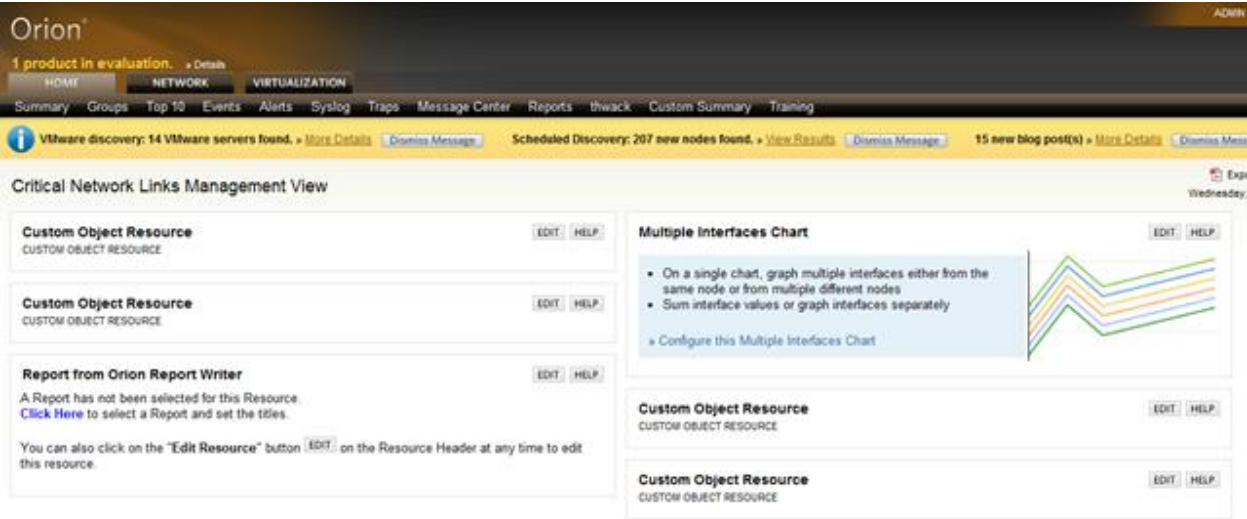 Orion®
ADMIN
1 product in evaluation. » Details
HOME NETWORK VIRTUALIZATION
Summary Groups Top 10 Events Alerts Syslog Traps Message Center Reports thwack Custom Summary Training
VMware discovery: 14 VMware servers found. » More Details Dismiss Message Scheduled Discovery: 207 new nodes found. » View Results Dismiss Message 15 new blog post(s) » More Details Dismiss Mess
Critical Network Links Management View
Expo
Wednesday,
Custom Object Resource EDIT HELP
CUSTOM OBJECT RESOURCE
Custom Object Resource EDIT HELP
CUSTOM OBJECT RESOURCE
Report from Orion Report Writer EDIT HELP
A Report has not been selected for this Resource.
Click Here to select a Report and set the titles.
You can also click on the "Edit Resource" button EDIT on the Resource Header at any time to edit
this resource.
Multiple Interfaces Chart EDIT HELP
• On a single chart, graph multiple interfaces either from the
same node or from multiple different nodes
• Sum interface values or graph interfaces separately
» Configure this Multiple Interfaces Chart
Custom Object Resource EDIT HELP
CUSTOM OBJECT RESOURCE
Custom Object Resource EDIT HELP
CUSTOM OBJECT RESOURCE